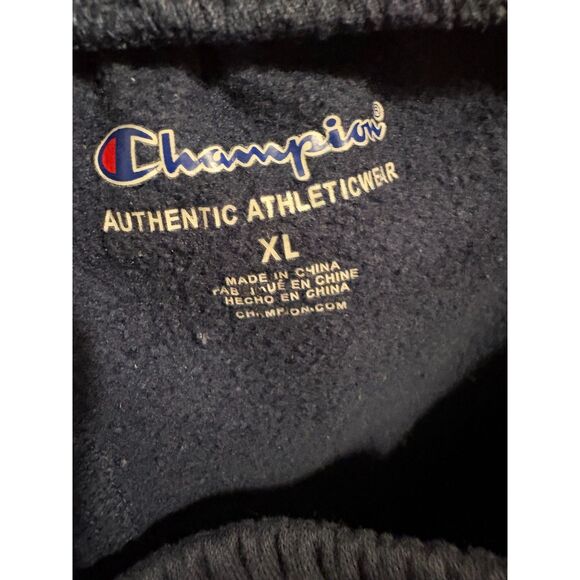 Champion®
AUTHENTIC ATHLETICWEAR
XL
MADE IN CHINA
FABRIQUÉ EN CHINE
HECHO EN CHINA
CHAMPION.COM